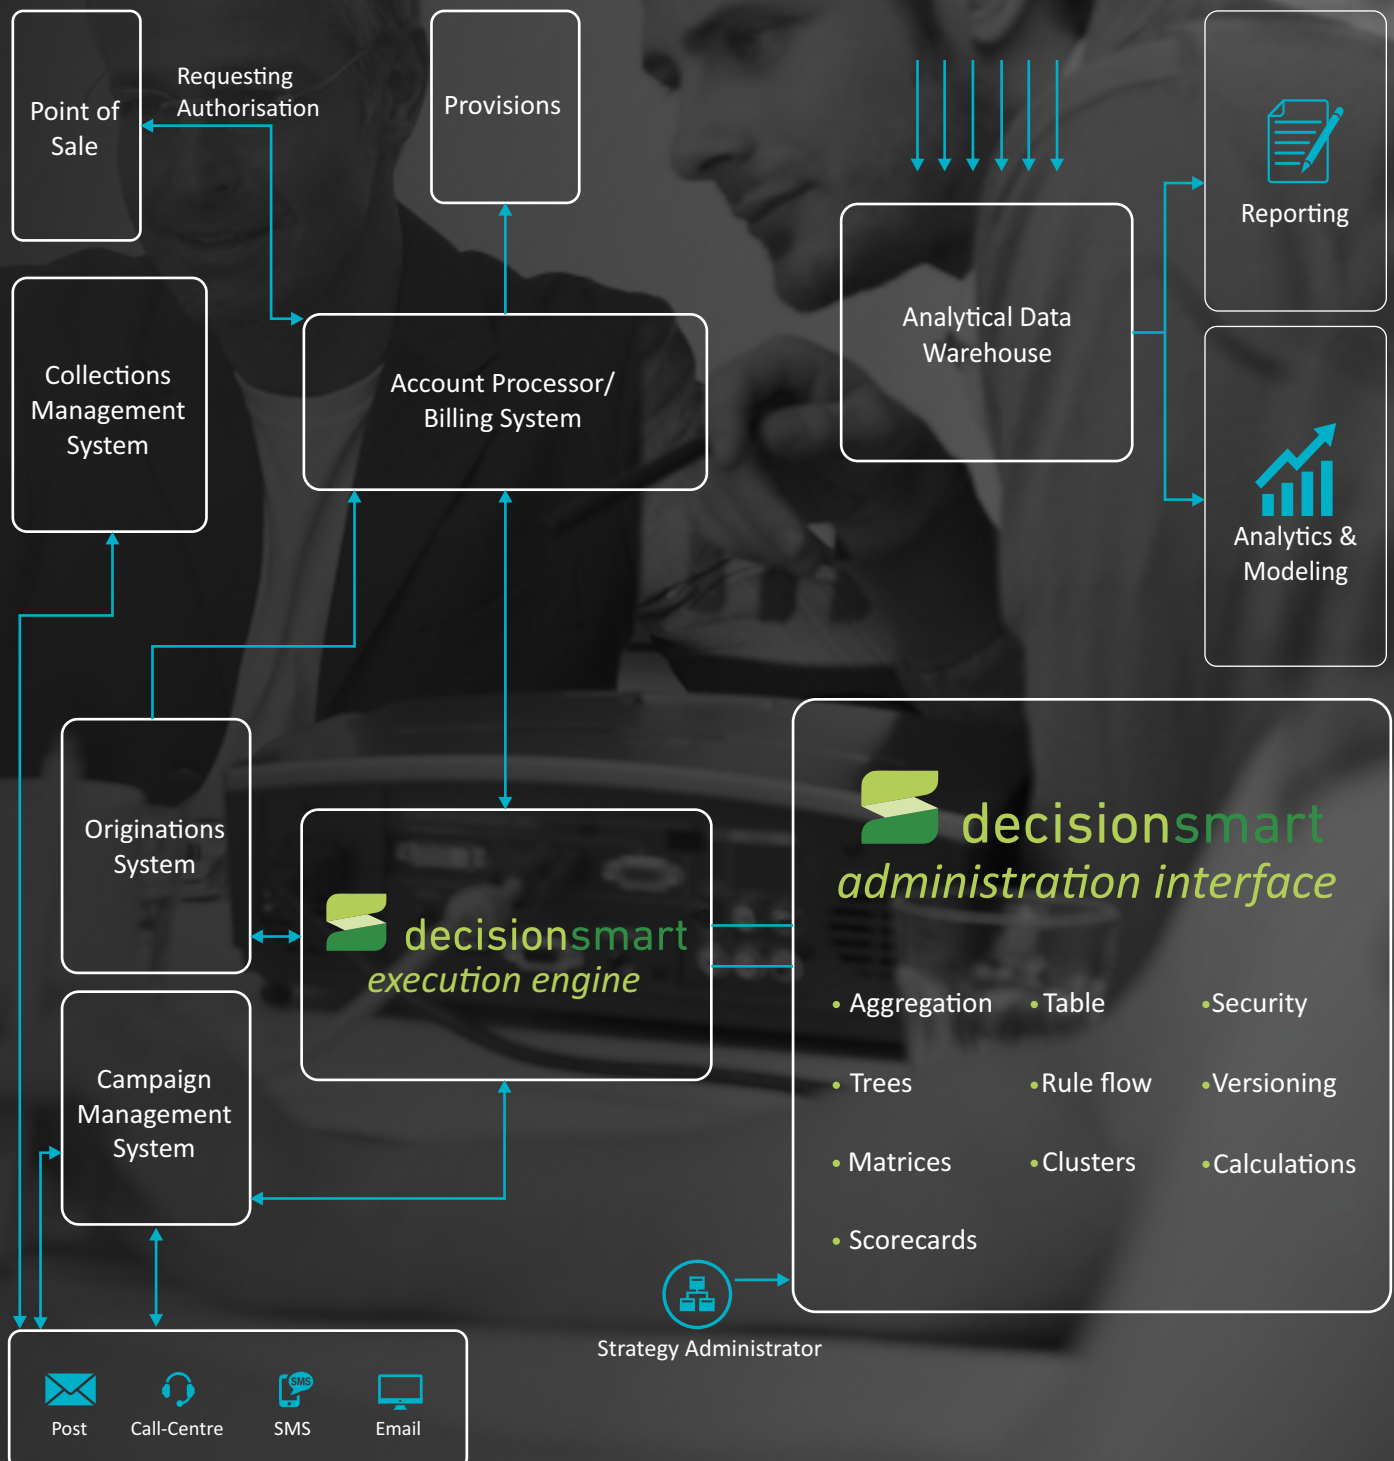 Point of
Sale
Requesting
Authorisation
Provisions
Reporting
Collections
Management
System
Account Processor/
Billing System
Analytical Data
Warehouse
Analytics &
Modeling
Originations
System
decisionsmart
execution engine
decisionsmart
administration interface
• Aggregation
• Table
• Security
• Trees
• Rule flow
• Versioning
• Matrices
• Clusters
• Calculations
• Scorecards
Campaign
Management
System
Strategy Administrator
SMS
Post
Call-Centre
SMS
Email